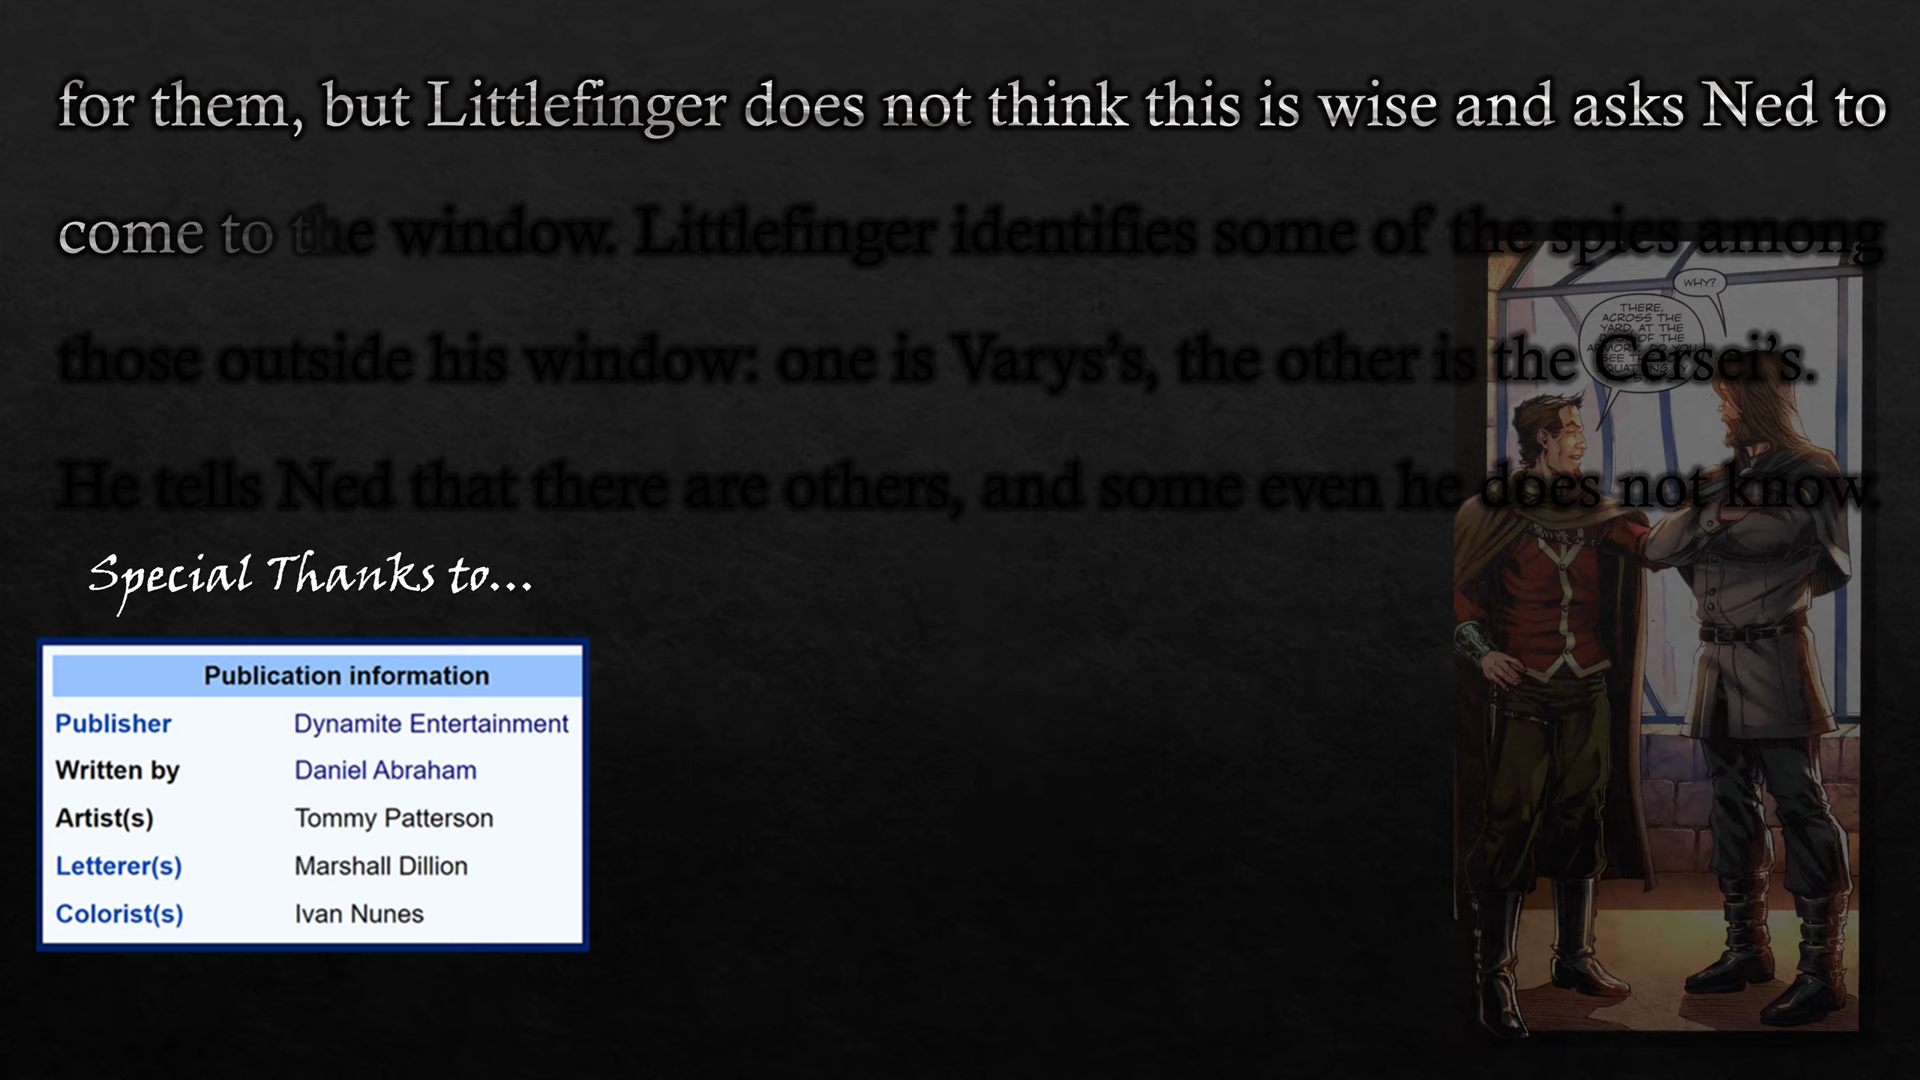 for them, but Littlefinger does not think this is wise and asks Ned to
come to the window. Littlefinger identifies some of the spies among
those outside his window: one is Varys's, the other is the Cersei's.
He tells Ned that there are others, and some even he does not know.
WHY?
THERE,
ACROSS THE
YARD, AT THE
OF THE
SEE
Special Thanks to...
Publication information
Publisher Dynamite Entertainment
Written by Daniel Abraham
Artist(s) Tommy Patterson
Letterer(s) Marshall Dillion
Colorist(s) Ivan Nunes